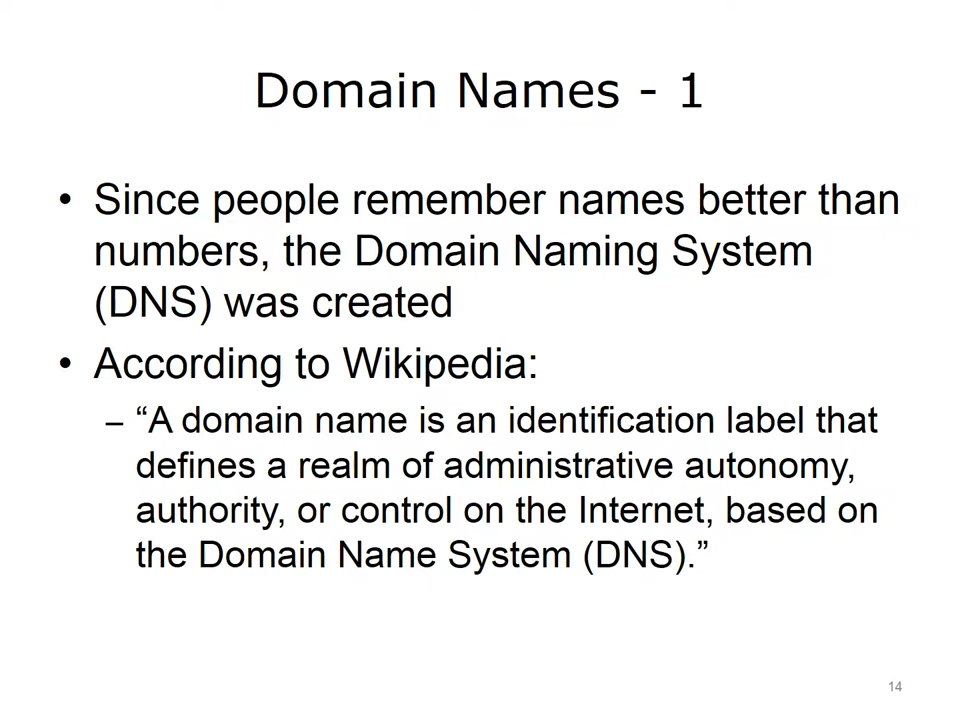 Domain Names - 1
• Since people remember names better than
numbers, the Domain Naming System
(DNS) was created
• According to Wikipedia:
– “A domain name is an identification label that
defines a realm of administrative autonomy,
authority, or control on the Internet, based on
the Domain Name System (DNS).”
14